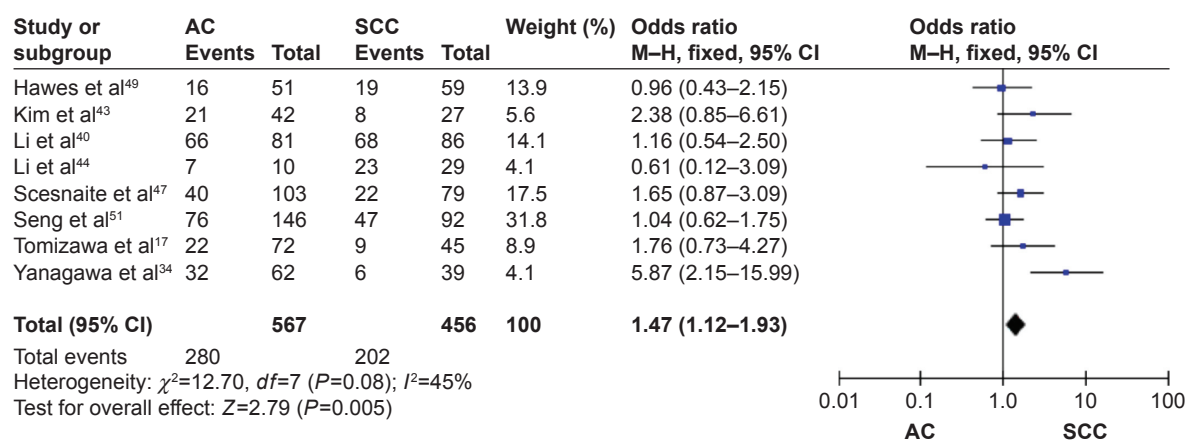 Study or subgroup AC Events Total SCC Events Total Weight (%) Odds ratio M–H, fixed, 95% CI Odds ratio M–H, fixed, 95% CI
Hawes et al49 16 51 19 59 13.9 0.96 (0.43–2.15)
Kim et al43 21 42 8 27 5.6 2.38 (0.85–6.61)
Li et al40 66 81 68 86 14.1 1.16 (0.54–2.50)
Li et al44 7 10 23 29 4.1 0.61 (0.12–3.09)
Scesnaite et al47 40 103 22 79 17.5 1.65 (0.87–3.09)
Seng et al51 76 146 47 92 31.8 1.04 (0.62–1.75)
Tomizawa et al17 22 72 9 45 8.9 1.76 (0.73–4.27)
Yanagawa et al34 32 62 6 39 4.1 5.87 (2.15–15.99)
Total (95% CI) 567 456 100 1.47 (1.12–1.93)
Total events 280 202
Heterogeneity: χ2=12.70, df=7 (P=0.08); I2=45%
Test for overall effect: Z=2.79 (P=0.005)
0.01 0.1 1.0 10 100
AC SCC